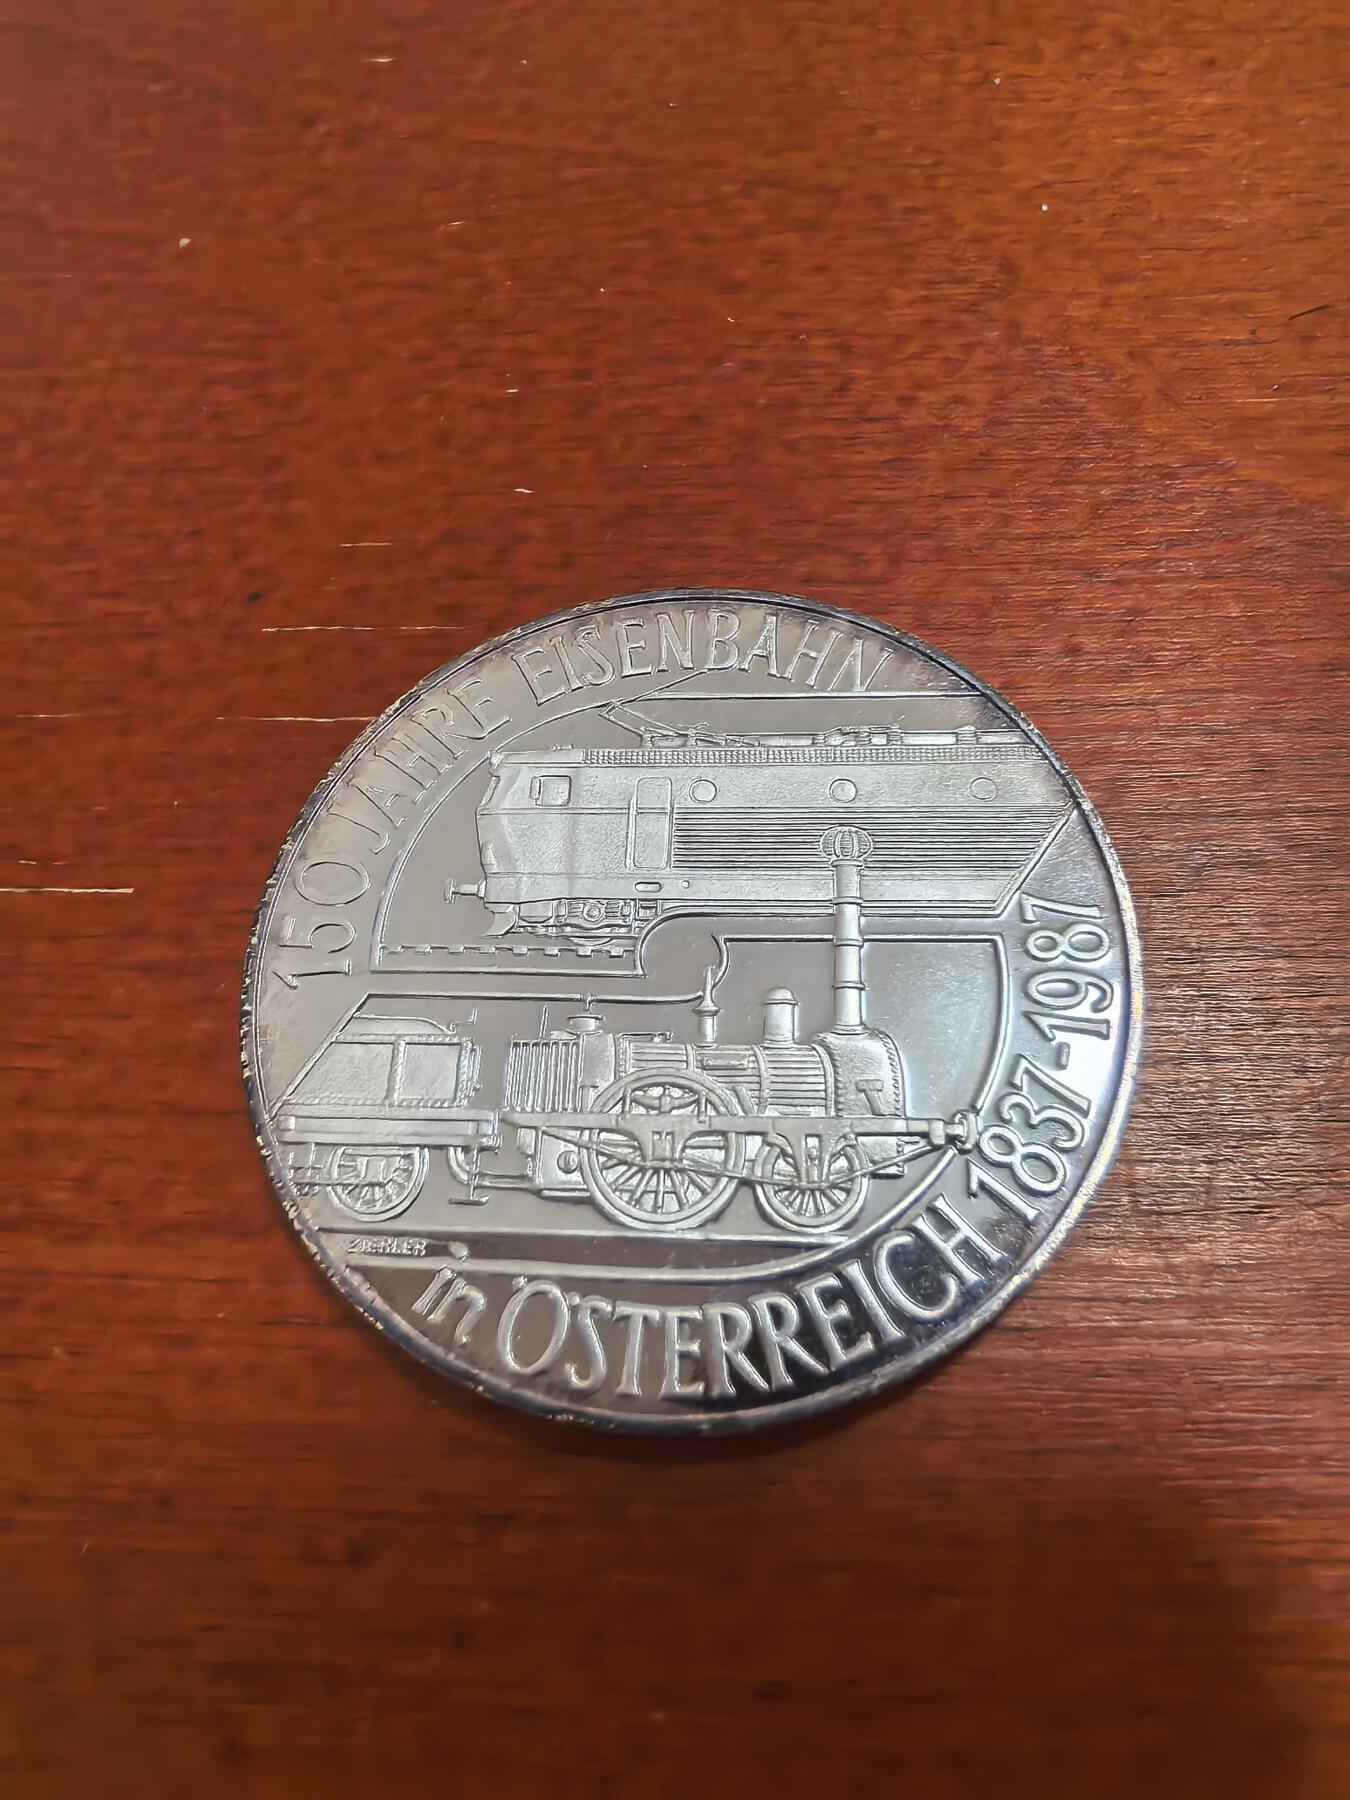 150 JAHRE EISENBAHN
in ÖSTERREICH 1837-1987